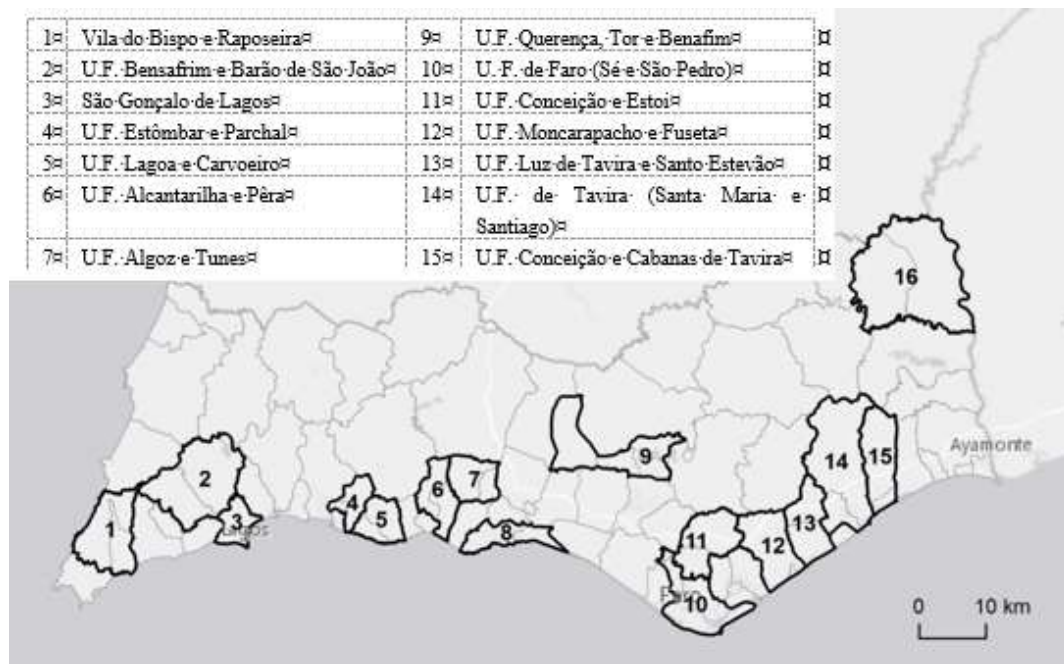 1¤ Vila do Bispo e Raposeira¤ 9¤ U.F. Querença, Tor e Benafim¤ ¤
2¤ U.F. Bensafrim e Barão de São João¤ 10¤ U. F. de Faro (Sé e São Pedro)¤ ¤
3¤ São Gonçalo de Lagos¤ 11¤ U.F. Conceição e Estoi¤ ¤
4¤ U.F. Estômbar e Parchal¤ 12¤ U.F. Moncarapacho e Fuseta¤ ¤
5¤ U.F. Lagoa e Carvoeiro¤ 13¤ U.F. Luz de Tavira e Santo Estevão¤ ¤
6¤ U.F. Alcantarilha e Pêra¤ 14¤ U.F. de Tavira (Santa Maria e ¤
Santiago)¤
7¤ U.F. Algoz e Tunes¤ 15¤ U.F. Conceição e Cabanas de Tavira¤ ¤
16
Ayamonte
9
2
14
15
6
7
1
3
Lagos
4
5
8
13
11
12
Faro
10
0 10 km